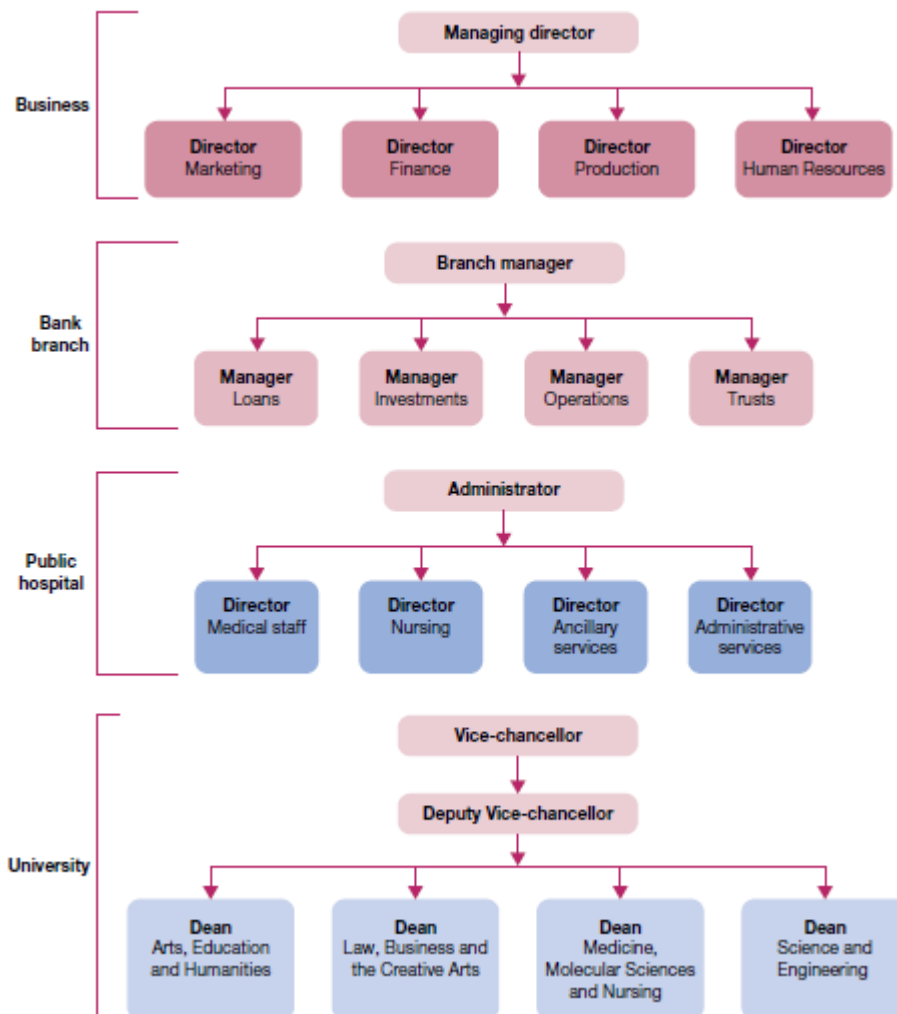 Managing director
Business
Director
Marketing
Director
Finance
Director
Production
Director
Human Resources
Branch manager
Bank
branch
Manager
Loans
Manager
Investments
Manager
Operations
Manager
Trusts
Administrator
Public
hospital
Director
Medical staff
Director
Nursing
Director
Ancillary
services
Director
Administrative
services
Vice-chancellor
Deputy Vice-chancellor
University
Dean
Arts, Education
and Humanities
Dean
Law, Business and
the Creative Arts
Dean
Medicine,
Molecular Sciences
and Nursing
Dean
Science and
Engineering